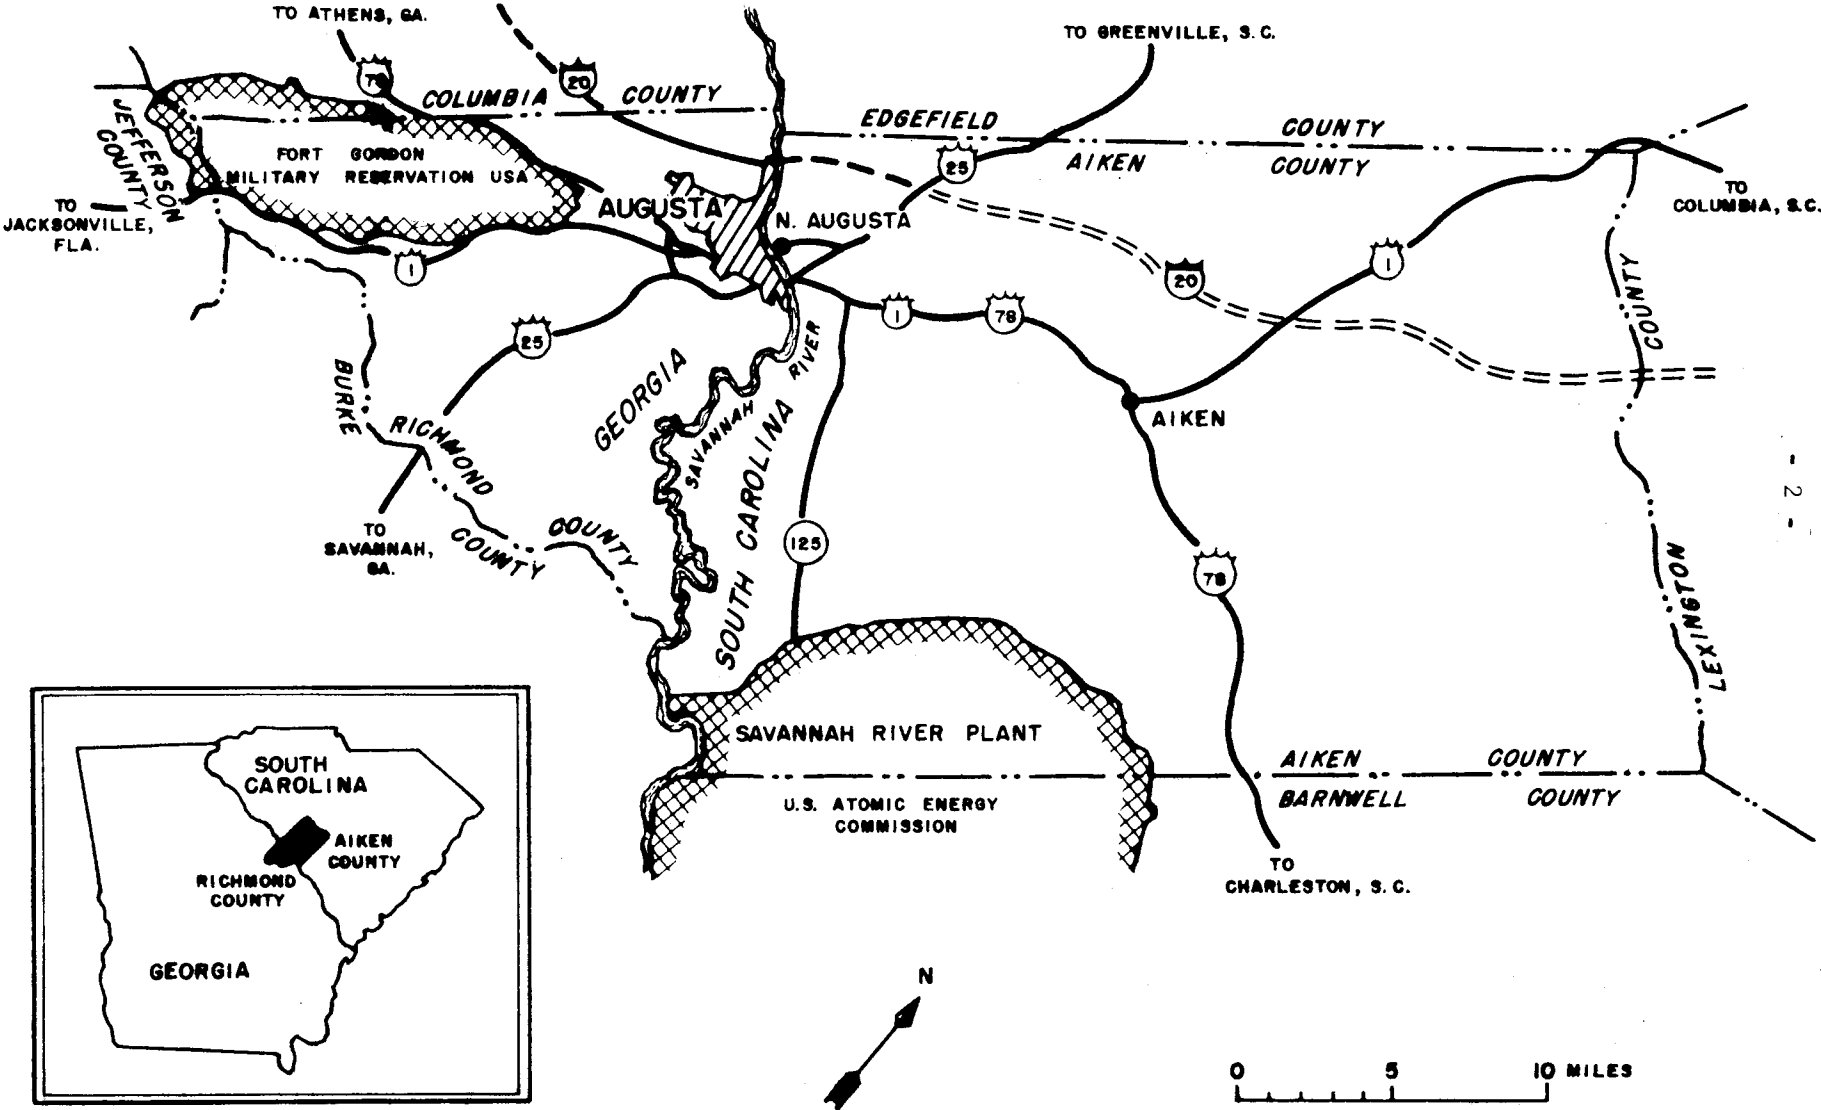 TO ATHENS, GA.
TO GREENVILLE, S. C.
78
20
COLUMBIA COUNTY
EDGEFIELD COUNTY
AIKEN COUNTY
25
JEFFERSON
COUNTY
FORT GORDON
MILITARY RESERVATION USA
TO
JACKSONVILLE,
FLA.
TO
COLUMBIA, S.C.
AUGUSTA
N. AUGUSTA
1
1
20
1
78
25
COUNTY
LEXINGTON
GEORGIA
SAVANNAH RIVER
SOUTH CAROLINA
BURKE
COUNTY
RICHMOND
COUNTY
AIKEN
TO
SAVANNAH,
GA.
125
78
- 2 -
SAVANNAH RIVER PLANT
U.S. ATOMIC ENERGY
COMMISSION
AIKEN COUNTY
BARNWELL COUNTY
TO
CHARLESTON, S. C.
SOUTH
CAROLINA
AIKEN
COUNTY
RICHMOND
COUNTY
GEORGIA
N
0 5 10 MILES